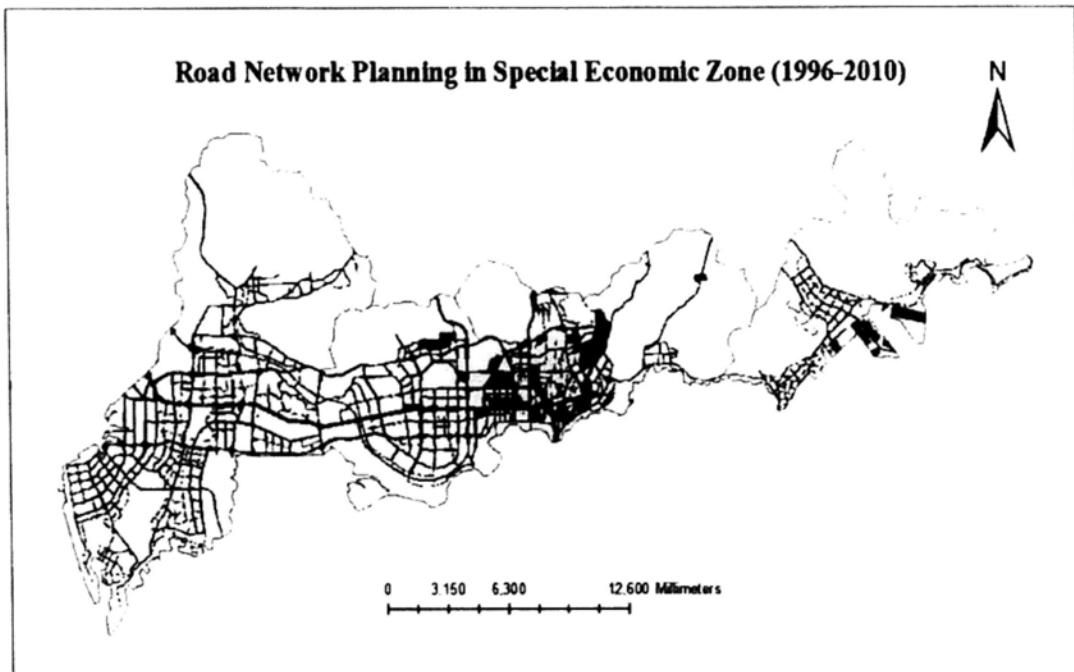 Road Network Planning in Special Economic Zone (1996-2010)
N
0 3.150 6,300 12,600 Millimeters